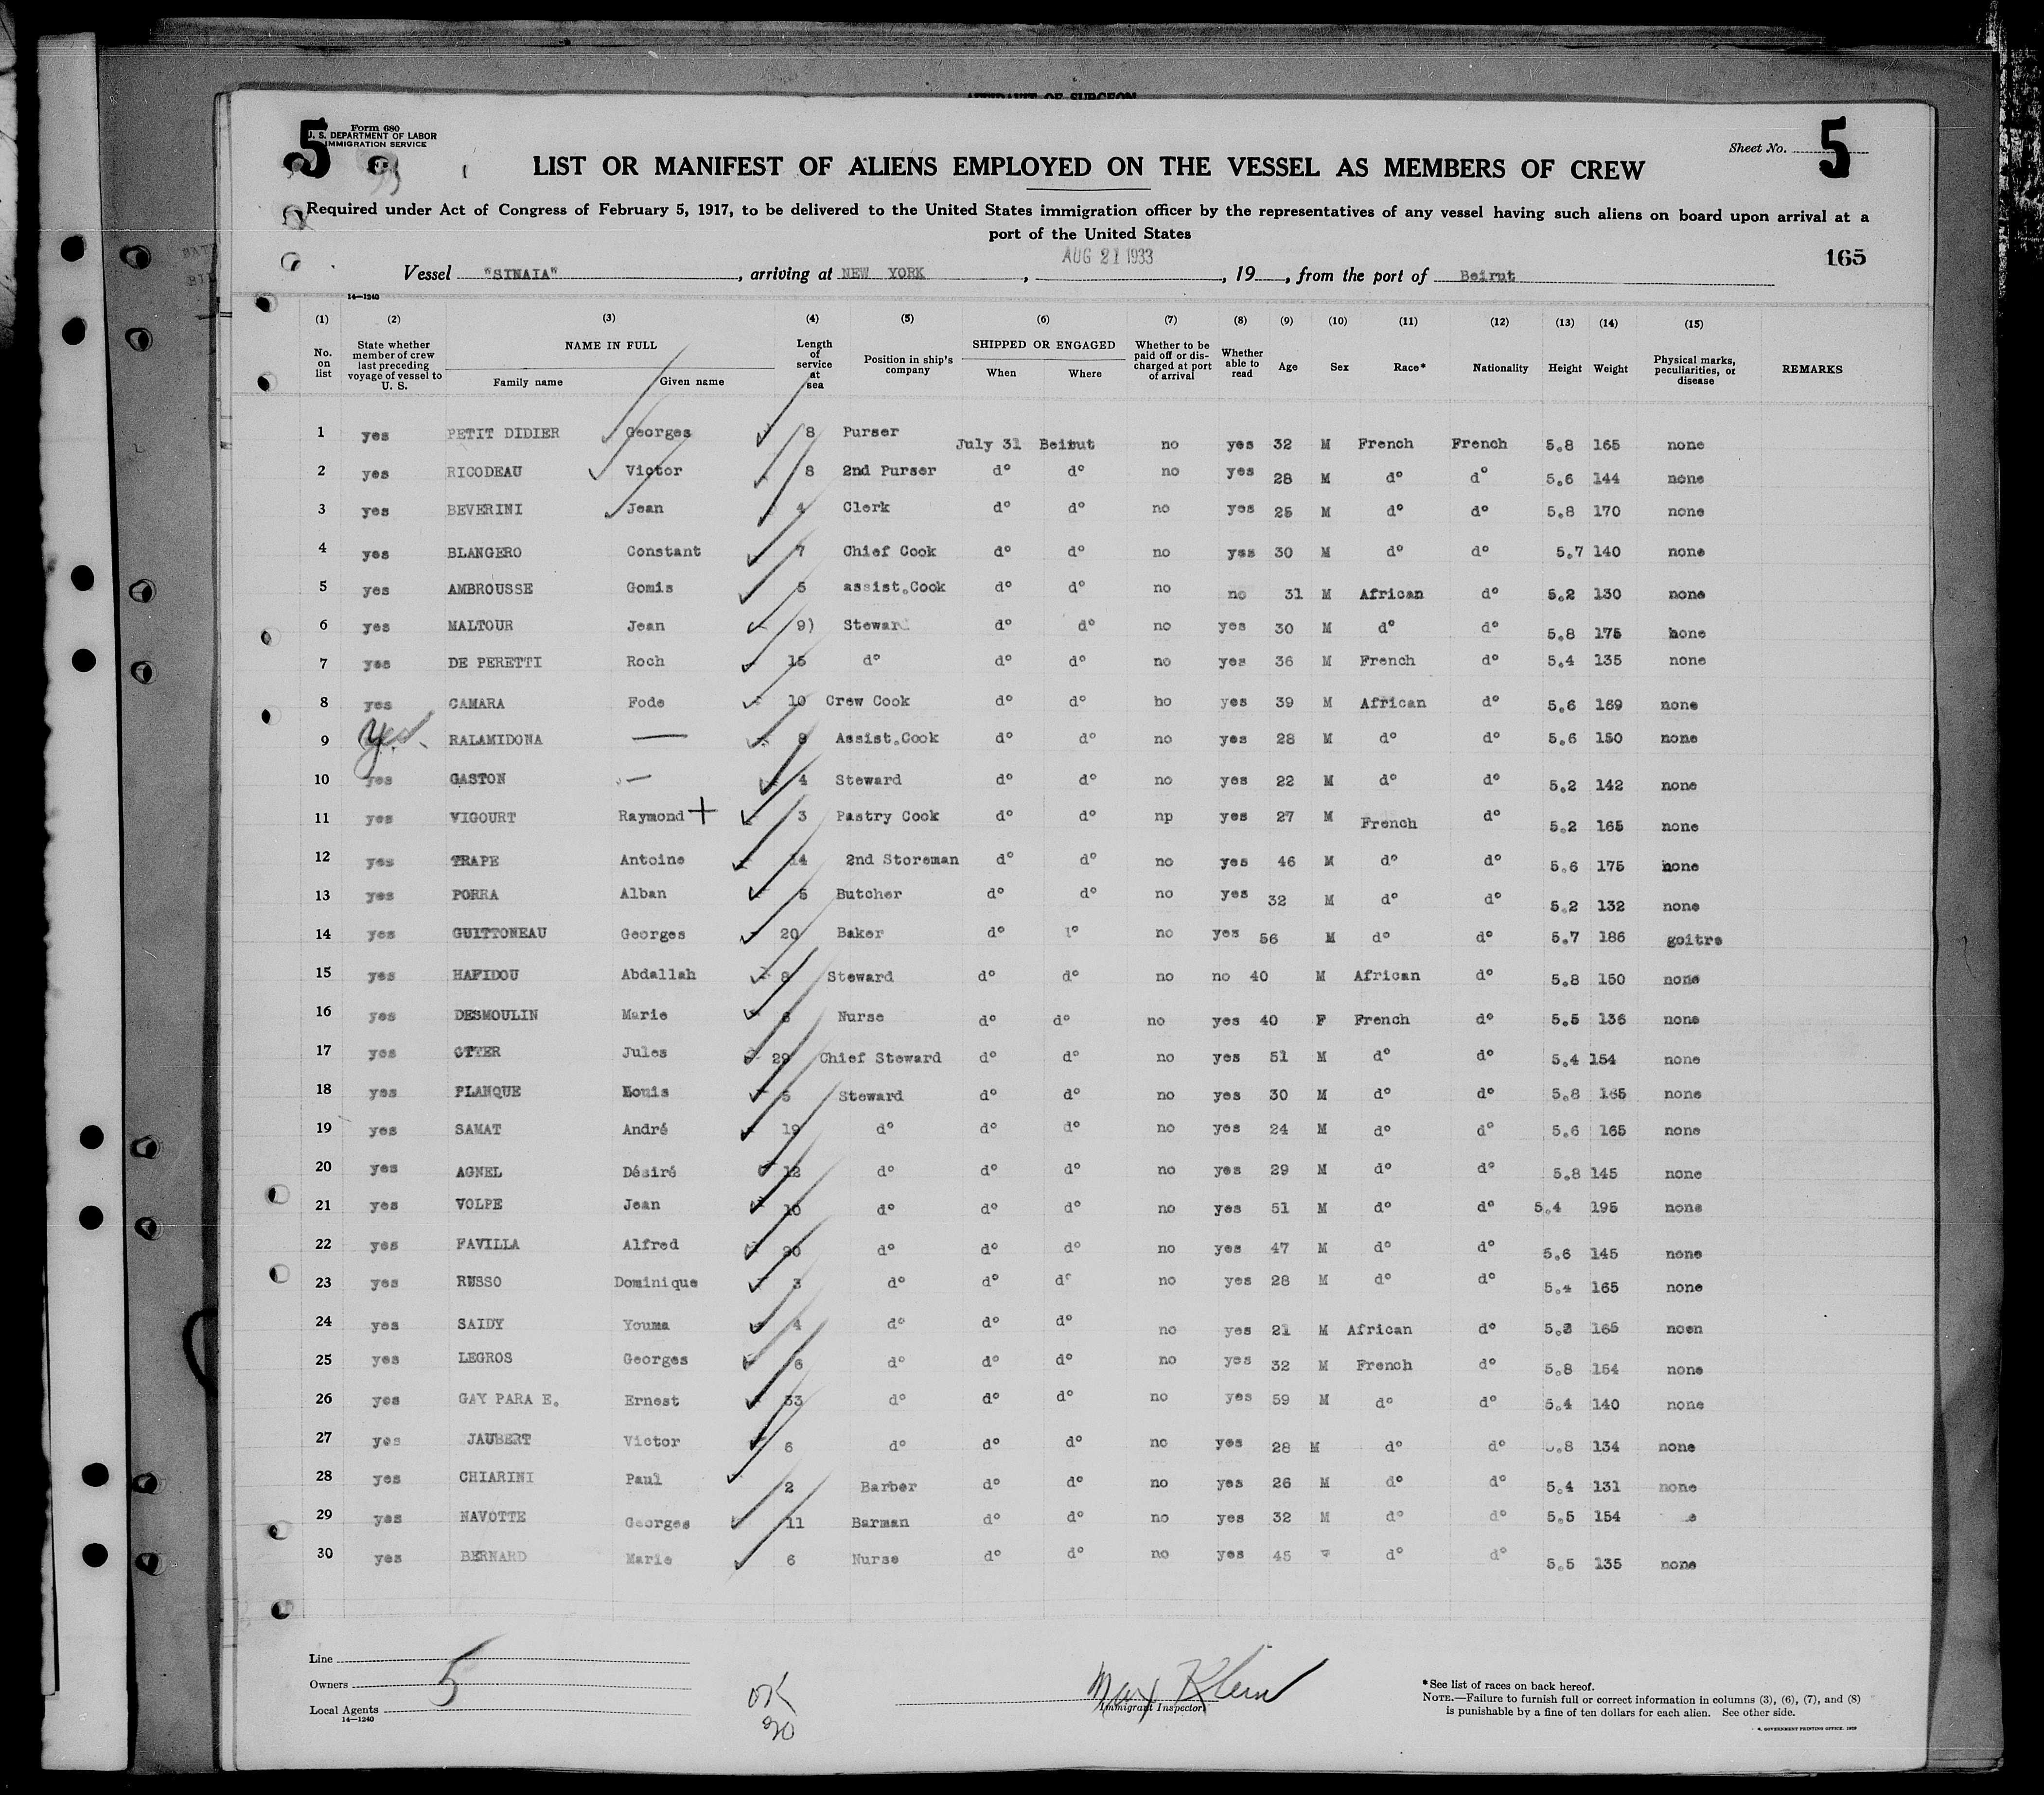 AFFIDAVIT OF SURGEON
5
Form 680
U. S. DEPARTMENT OF LABOR
IMMIGRATION SERVICE
Sheet No. 5
LIST OR MANIFEST OF ALIENS EMPLOYED ON THE VESSEL AS MEMBERS OF CREW
Required under Act of Congress of February 5, 1917, to be delivered to the United States immigration officer by the representatives of any vessel having such aliens on board upon arrival at a
port of the United States
165
Vessel "SINAIA", arriving at NEW YORK, AUG 21 1933, 19, from the port of Beirut
14—1240
(1) (2) (3) (4) (5) (6) (7) (8) (9) (10) (11) (12) (13) (14) (15)
No. on list State whether member of crew last preceding voyage of vessel to U. S. NAME IN FULL Family name Given name Length of service at sea Position in ship's company SHIPPED OR ENGAGED When Where Whether to be paid off or discharged at port of arrival Whether able to read Age Sex Race* Nationality Height Weight Physical marks, peculiarities, or disease REMARKS
1 yes PETIT DIDIER Georges 8 Purser July 31 Beirut no yes 32 M French French 5.8 165 none
2 yes RICODEAU Victor 8 2nd Purser d° d° no yes 28 M d° d° 5.6 144 none
3 yes BEVERINI Jean 4 Clerk d° d° no yes 25 M d° d° 5.8 170 none
4 yes BLANGERO Constant 7 Chief Cook d° d° no yes 30 M d° d° 5.7 140 none
5 yes AMBROUSSE Gomis 5 assist.Cook d° d° no no 31 M African d° 5.2 130 none
6 yes MALTOUR Jean 9) Steward d° d° no yes 30 M d° d° 5.8 175 none
7 yes DE PERETTI Roch 15 d° d° d° no yes 36 M French d° 5.4 135 none
8 yes CAMARA Fode 10 Crew Cook d° d° ho yes 39 M African d° 5.6 169 none
9 yes RALAMIDONA — 8 Assist.Cook d° d° no yes 28 M d° d° 5.6 150 none
10 yes GASTON — 4 Steward d° d° no yes 22 M d° d° 5.2 142 none
11 yes VIGOURT Raymond + 3 Pastry Cook d° d° np yes 27 M French d° 5.2 165 none
12 yes TRAPE Antoine 14 2nd Storeman d° d° no yes 46 M d° d° 5.6 175 none
13 yes PORRA Alban 5 Butcher d° d° no yes 32 M d° d° 5.2 132 none
14 yes GUITTONEAU Georges 20 Baker d° d° no yes 56 M d° d° 5.7 186 goitre
15 yes HAFIDOU Abdallah 8 Steward d° d° no no 40 M African d° 5.8 150 none
16 yes DESMOULIN Marie 6 Nurse d° d° no yes 40 F French d° 5.5 136 none
17 yes OTTER Jules 29 Chief Steward d° d° no yes 51 M d° d° 5.4 154 none
18 yes PLANQUE Louis 5 Steward d° d° no yes 30 M d° d° 5.8 165 none
19 yes SAMAT André 19 d° d° d° no yes 24 M d° d° 5.6 165 none
20 yes AGNEL Désiré 12 d° d° d° no yes 29 M d° d° 5.8 145 none
21 yes VOLPE Jean 10 d° d° d° no yes 51 M d° d° 5.4 195 none
22 yes FAVILLA Alfred 20 d° d° d° no yes 47 M d° d° 5.6 145 none
23 yes RUSSO Dominique 3 d° d° d° no yes 28 M d° d° 5.4 165 none
24 yes SAIDY Youma 4 d° d° d° no yes 21 M African d° 165 noen
25 yes LEGROS Georges 6 d° d° d° no yes 32 M French d° 5.8 154 none
26 yes GAY PARA E. Ernest 33 d° d° d° no yes 59 M d° d° 5.4 140 none
27 yes JAUBERT Victor 6 d° d° d° no yes 28 M d° d° .8 134 none
28 yes CHIARINI Paul 2 Barber d° d° no yes 26 M d° d° 5.4 131 none
29 yes NAVOTTE Georges 11 Barman d° d° no yes 32 M d° d° 5.5 154
30 yes BERNARD Marie 6 Nurse d° d° no yes 45 d° d° 5.5 135 none
Line
Owners
Local Agents
14—1240
5
OK
30
Max Klein
Immigrant Inspector
*See list of races on back hereof.
NOTE.—Failure to furnish full or correct information in columns (3), (6), (7), and (8)
is punishable by a fine of ten dollars for each alien. See other side.